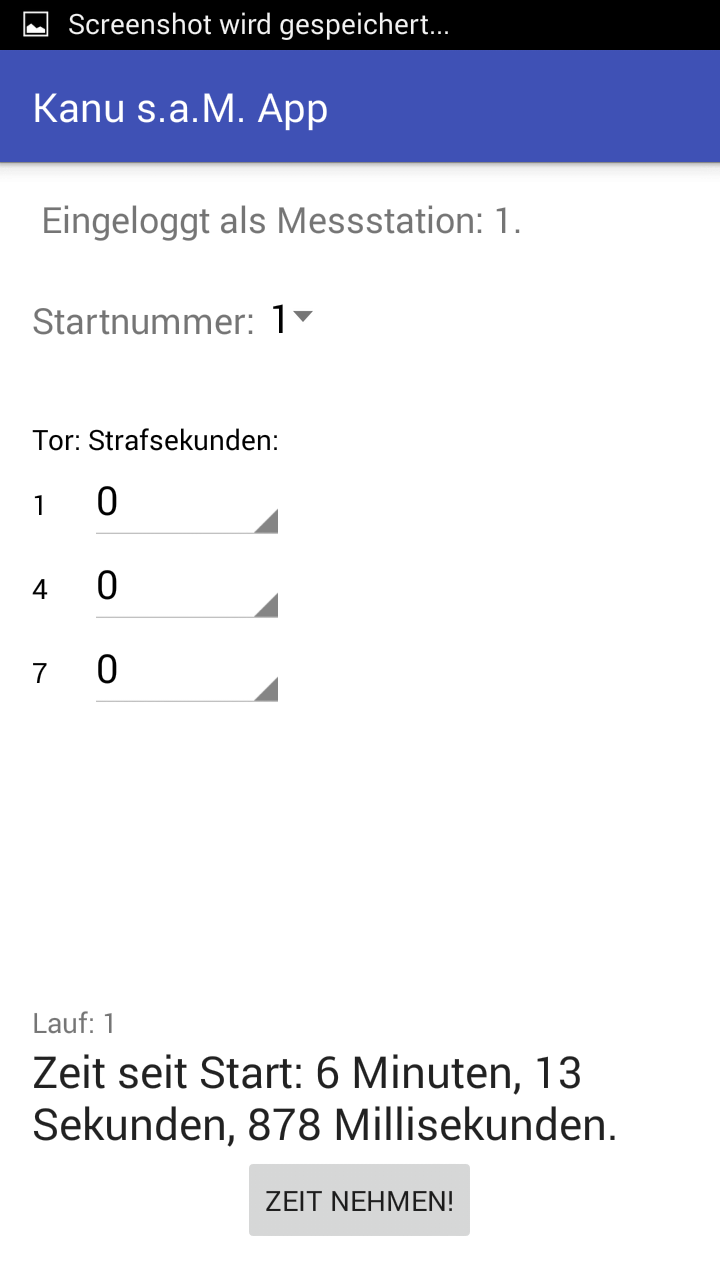 Screenshot wird gespeichert...
Kanu s.a.M. App
Eingeloggt als Messstation: 1.
Startnummer: 1
Tor: Strafsekunden:
1 0
4 0
7 0
Lauf: 1
Zeit seit Start: 6 Minuten, 13
Sekunden, 878 Millisekunden.
ZEIT NEHMEN!